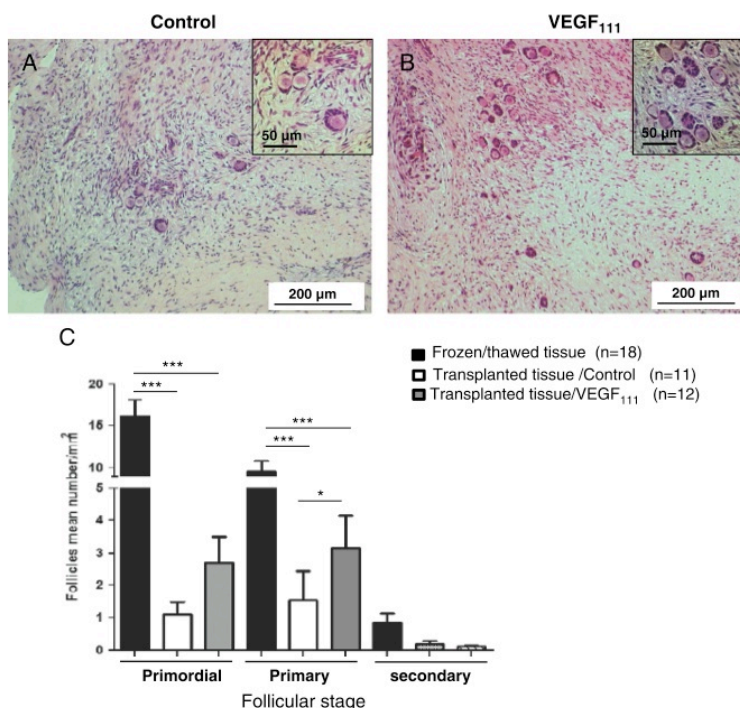 Control
VEGF₁₁₁
A
50 µm
200 µm
B
50 µm
200 µm
C
Frozen/thawed tissue (n=18)
Transplanted tissue /Control (n=11)
Transplanted tissue/VEGF₁₁₁ (n=12)
Follicles mean number/mm²
20
15
10
5
4
3
2
1
0
***
***
***
***
*
Primordial
Primary
secondary
Follicular stage